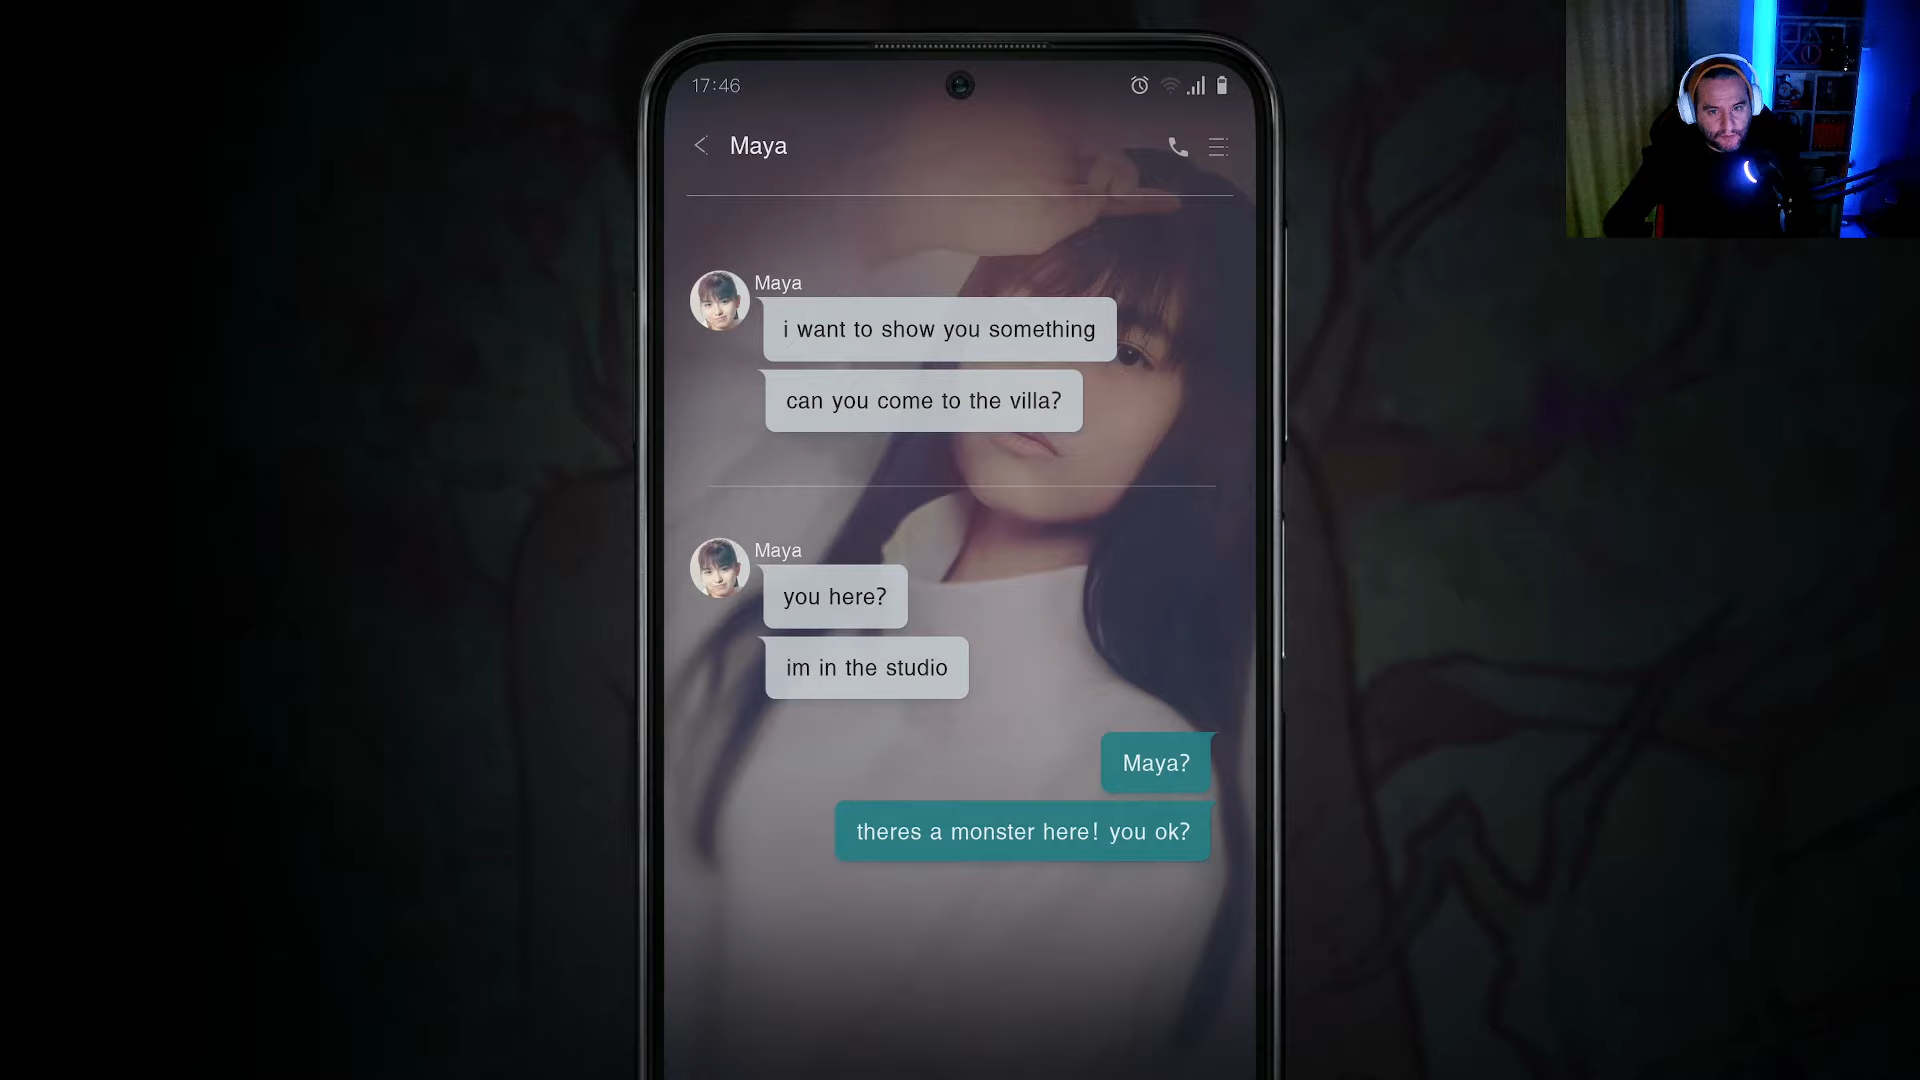 17:46
Maya
Maya
i want to show you something
can you come to the villa?
Maya
you here?
im in the studio
Maya?
theres a monster here! you ok?